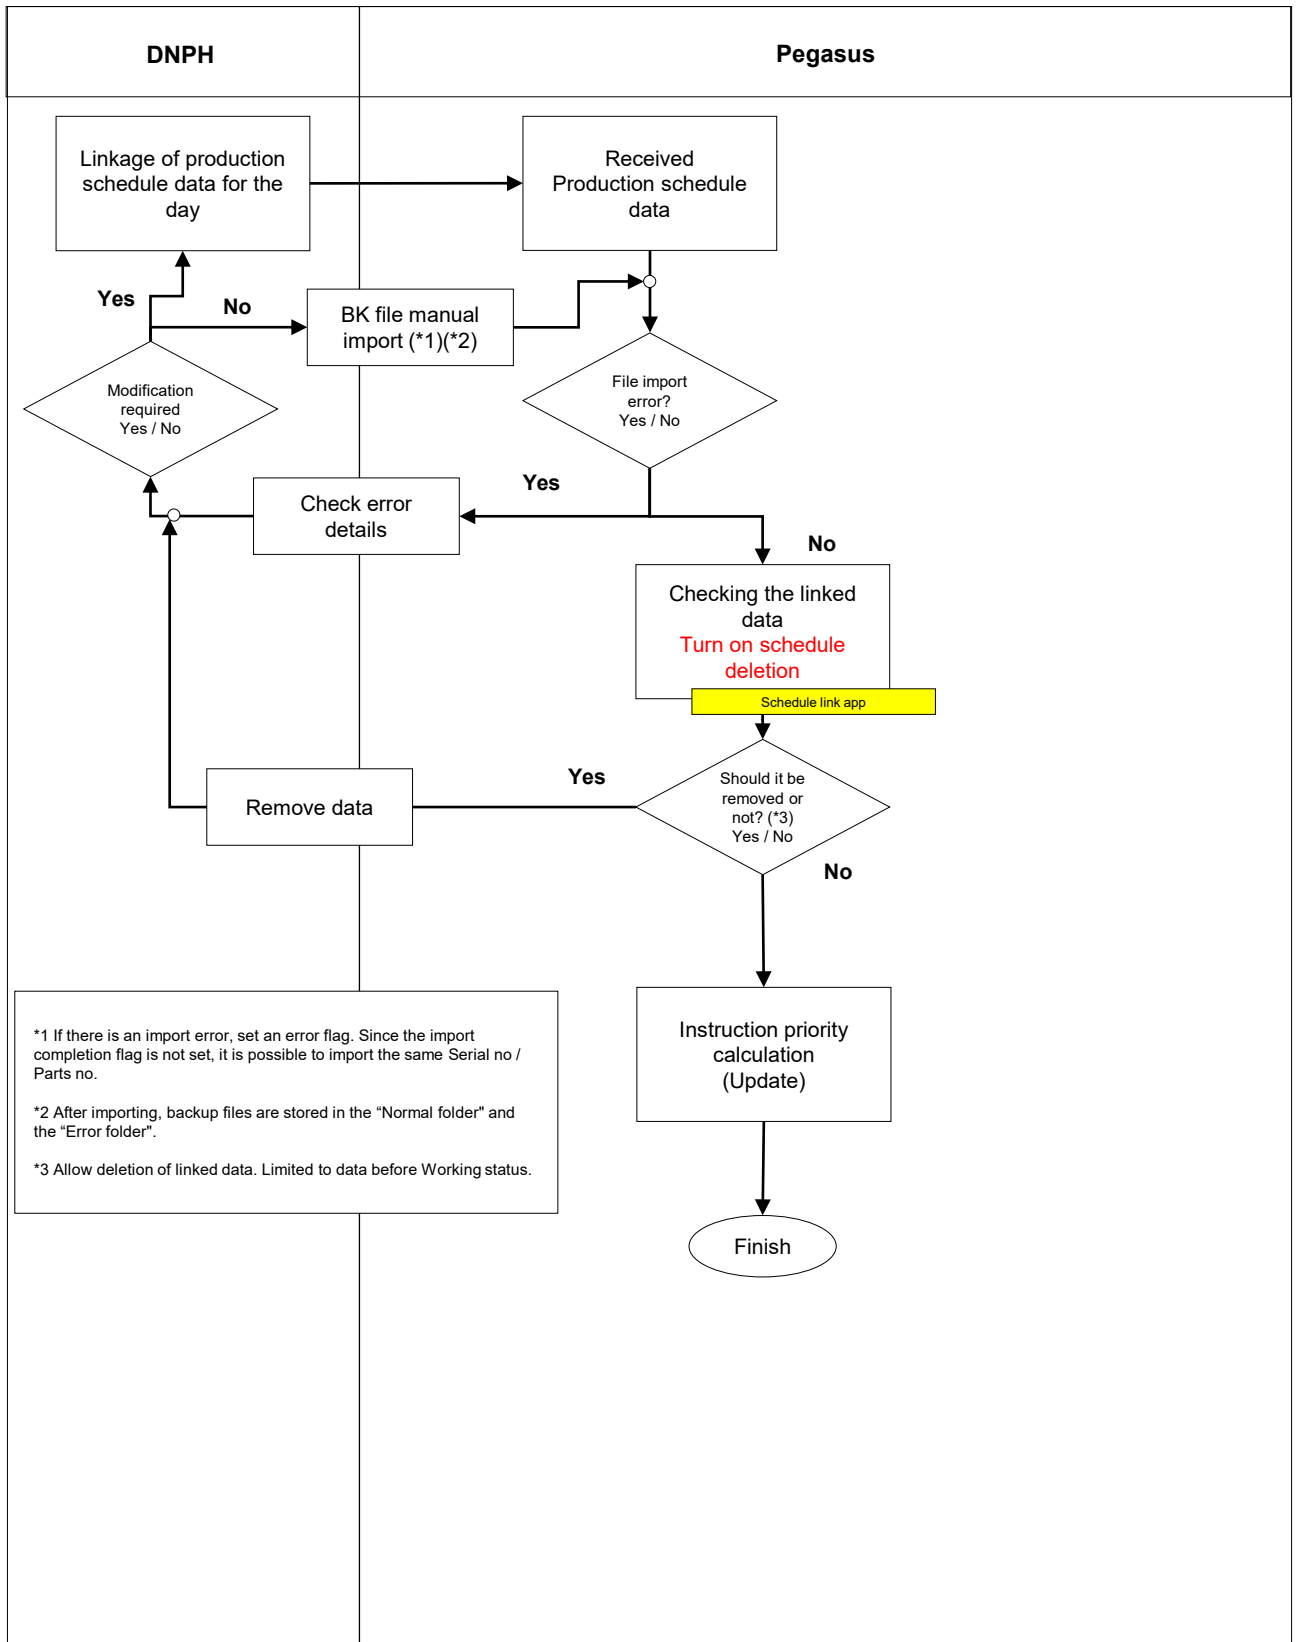 DNPH
Pegasus
Linkage of production
schedule data for the
day
Received
Production schedule
data
Yes
No
BK file manual
import (*1)(*2)
Modification
required
Yes / No
File import
error?
Yes / No
Yes
Check error
details
No
Checking the linked
data
Turn on schedule
deletion
Schedule link app
Yes
Should it be
removed or
not? (*3)
Yes / No
Remove data
No
*1 If there is an import error, set an error flag. Since the import
completion flag is not set, it is possible to import the same Serial no /
Parts no.
*2 After importing, backup files are stored in the “Normal folder" and
the “Error folder".
*3 Allow deletion of linked data. Limited to data before Working status.
Instruction priority
calculation
(Update)
Finish